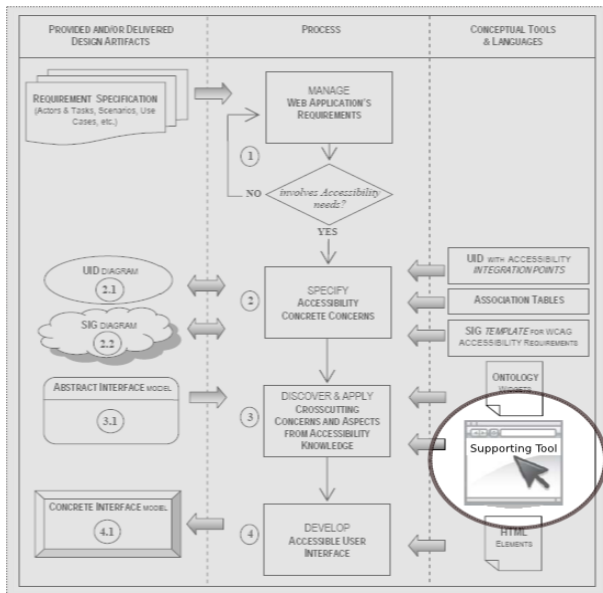 PROVIDED AND/OR DELIVERED
DESIGN ARTIFACTS
PROCESS
CONCEPTUAL TOOLS
& LANGUAGES
REQUIREMENT SPECIFICATION
(Actors & Tasks, Scenarios, Use
Cases, etc.)
MANAGE
WEB APPLICATION'S
REQUIREMENTS
1
NO
involves Accessibility
needs?
YES
UID DIAGRAM
2.1
SIG DIAGRAM
2.2
2
SPECIFY
ACCESSIBILITY
CONCRETE CONCERNS
UID WITH ACCESSIBILITY
INTEGRATION POINTS
ASSOCIATION TABLES
SIG TEMPLATE FOR WCAG
ACCESSIBILITY REQUIREMENTS
ABSTRACT INTERFACE MODEL
3.1
3
DISCOVER & APPLY
CROSSCUTTING
CONCERNS AND ASPECTS
FROM ACCESSIBILITY
KNOWLEDGE
ONTOLOGY
WIDGETS
Supporting Tool
CONCRETE INTERFACE MODEL
4.1
4
DEVELOP
ACCESSIBLE USER
INTERFACE
HTML
ELEMENTS